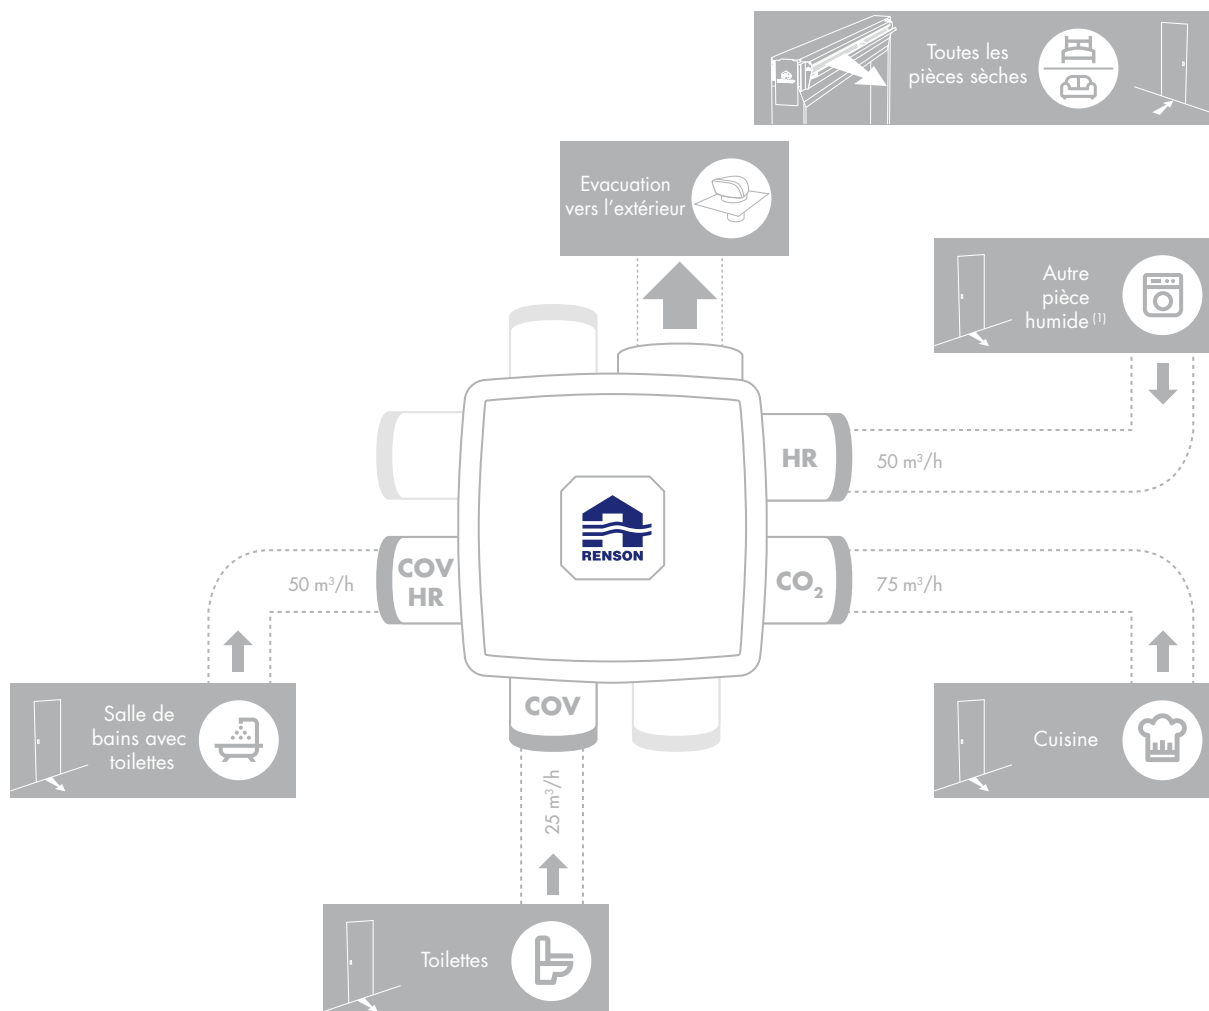 Toutes les
pièces sèches
Evacuation
vers l'extérieur
Autre
pièce
humide (1)
HR
50 m³/h
RENSON
50 m³/h
COV
HR
CO₂
75 m³/h
COV
Salle de
bains avec
toilettes
Cuisine
25 m³/h
Toilettes